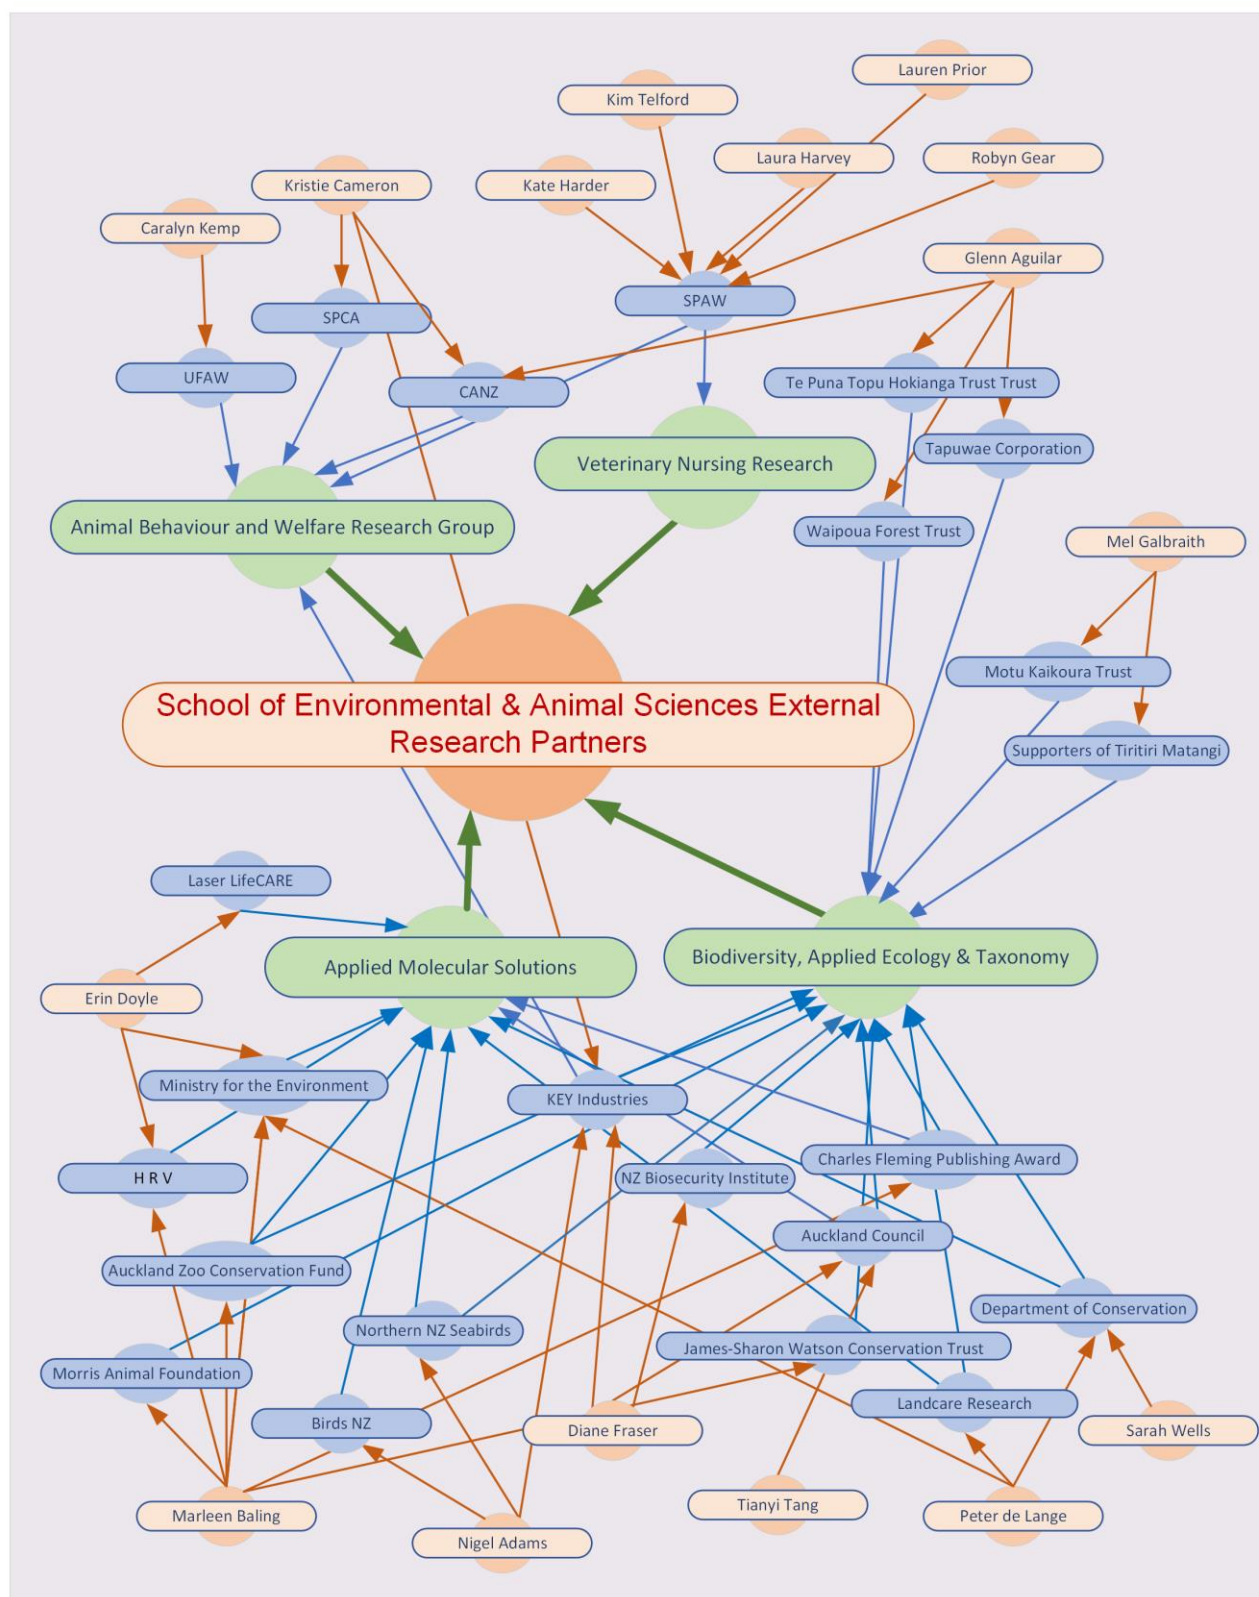 Lauren Prior
Kim Telford
Laura Harvey
Robyn Gear
Kristie Cameron
Kate Harder
Caralyn Kemp
Glenn Aguilar
SPAW
SPCA
UFAW
Te Puna Topu Hokianga Trust Trust
CANZ
Tapuwae Corporation
Veterinary Nursing Research
Animal Behaviour and Welfare Research Group
Waipoua Forest Trust
Mel Galbraith
Motu Kaikoura Trust
School of Environmental & Animal Sciences External
Research Partners
Supporters of Tiritiri Matangi
Laser LifeCARE
Biodiversity, Applied Ecology & Taxonomy
Applied Molecular Solutions
Erin Doyle
Ministry for the Environment
KEY Industries
Charles Fleming Publishing Award
H R V
NZ Biosecurity Institute
Auckland Council
Auckland Zoo Conservation Fund
Department of Conservation
Northern NZ Seabirds
James-Sharon Watson Conservation Trust
Morris Animal Foundation
Landcare Research
Birds NZ
Diane Fraser
Sarah Wells
Tianyi Tang
Marleen Baling
Peter de Lange
Nigel Adams